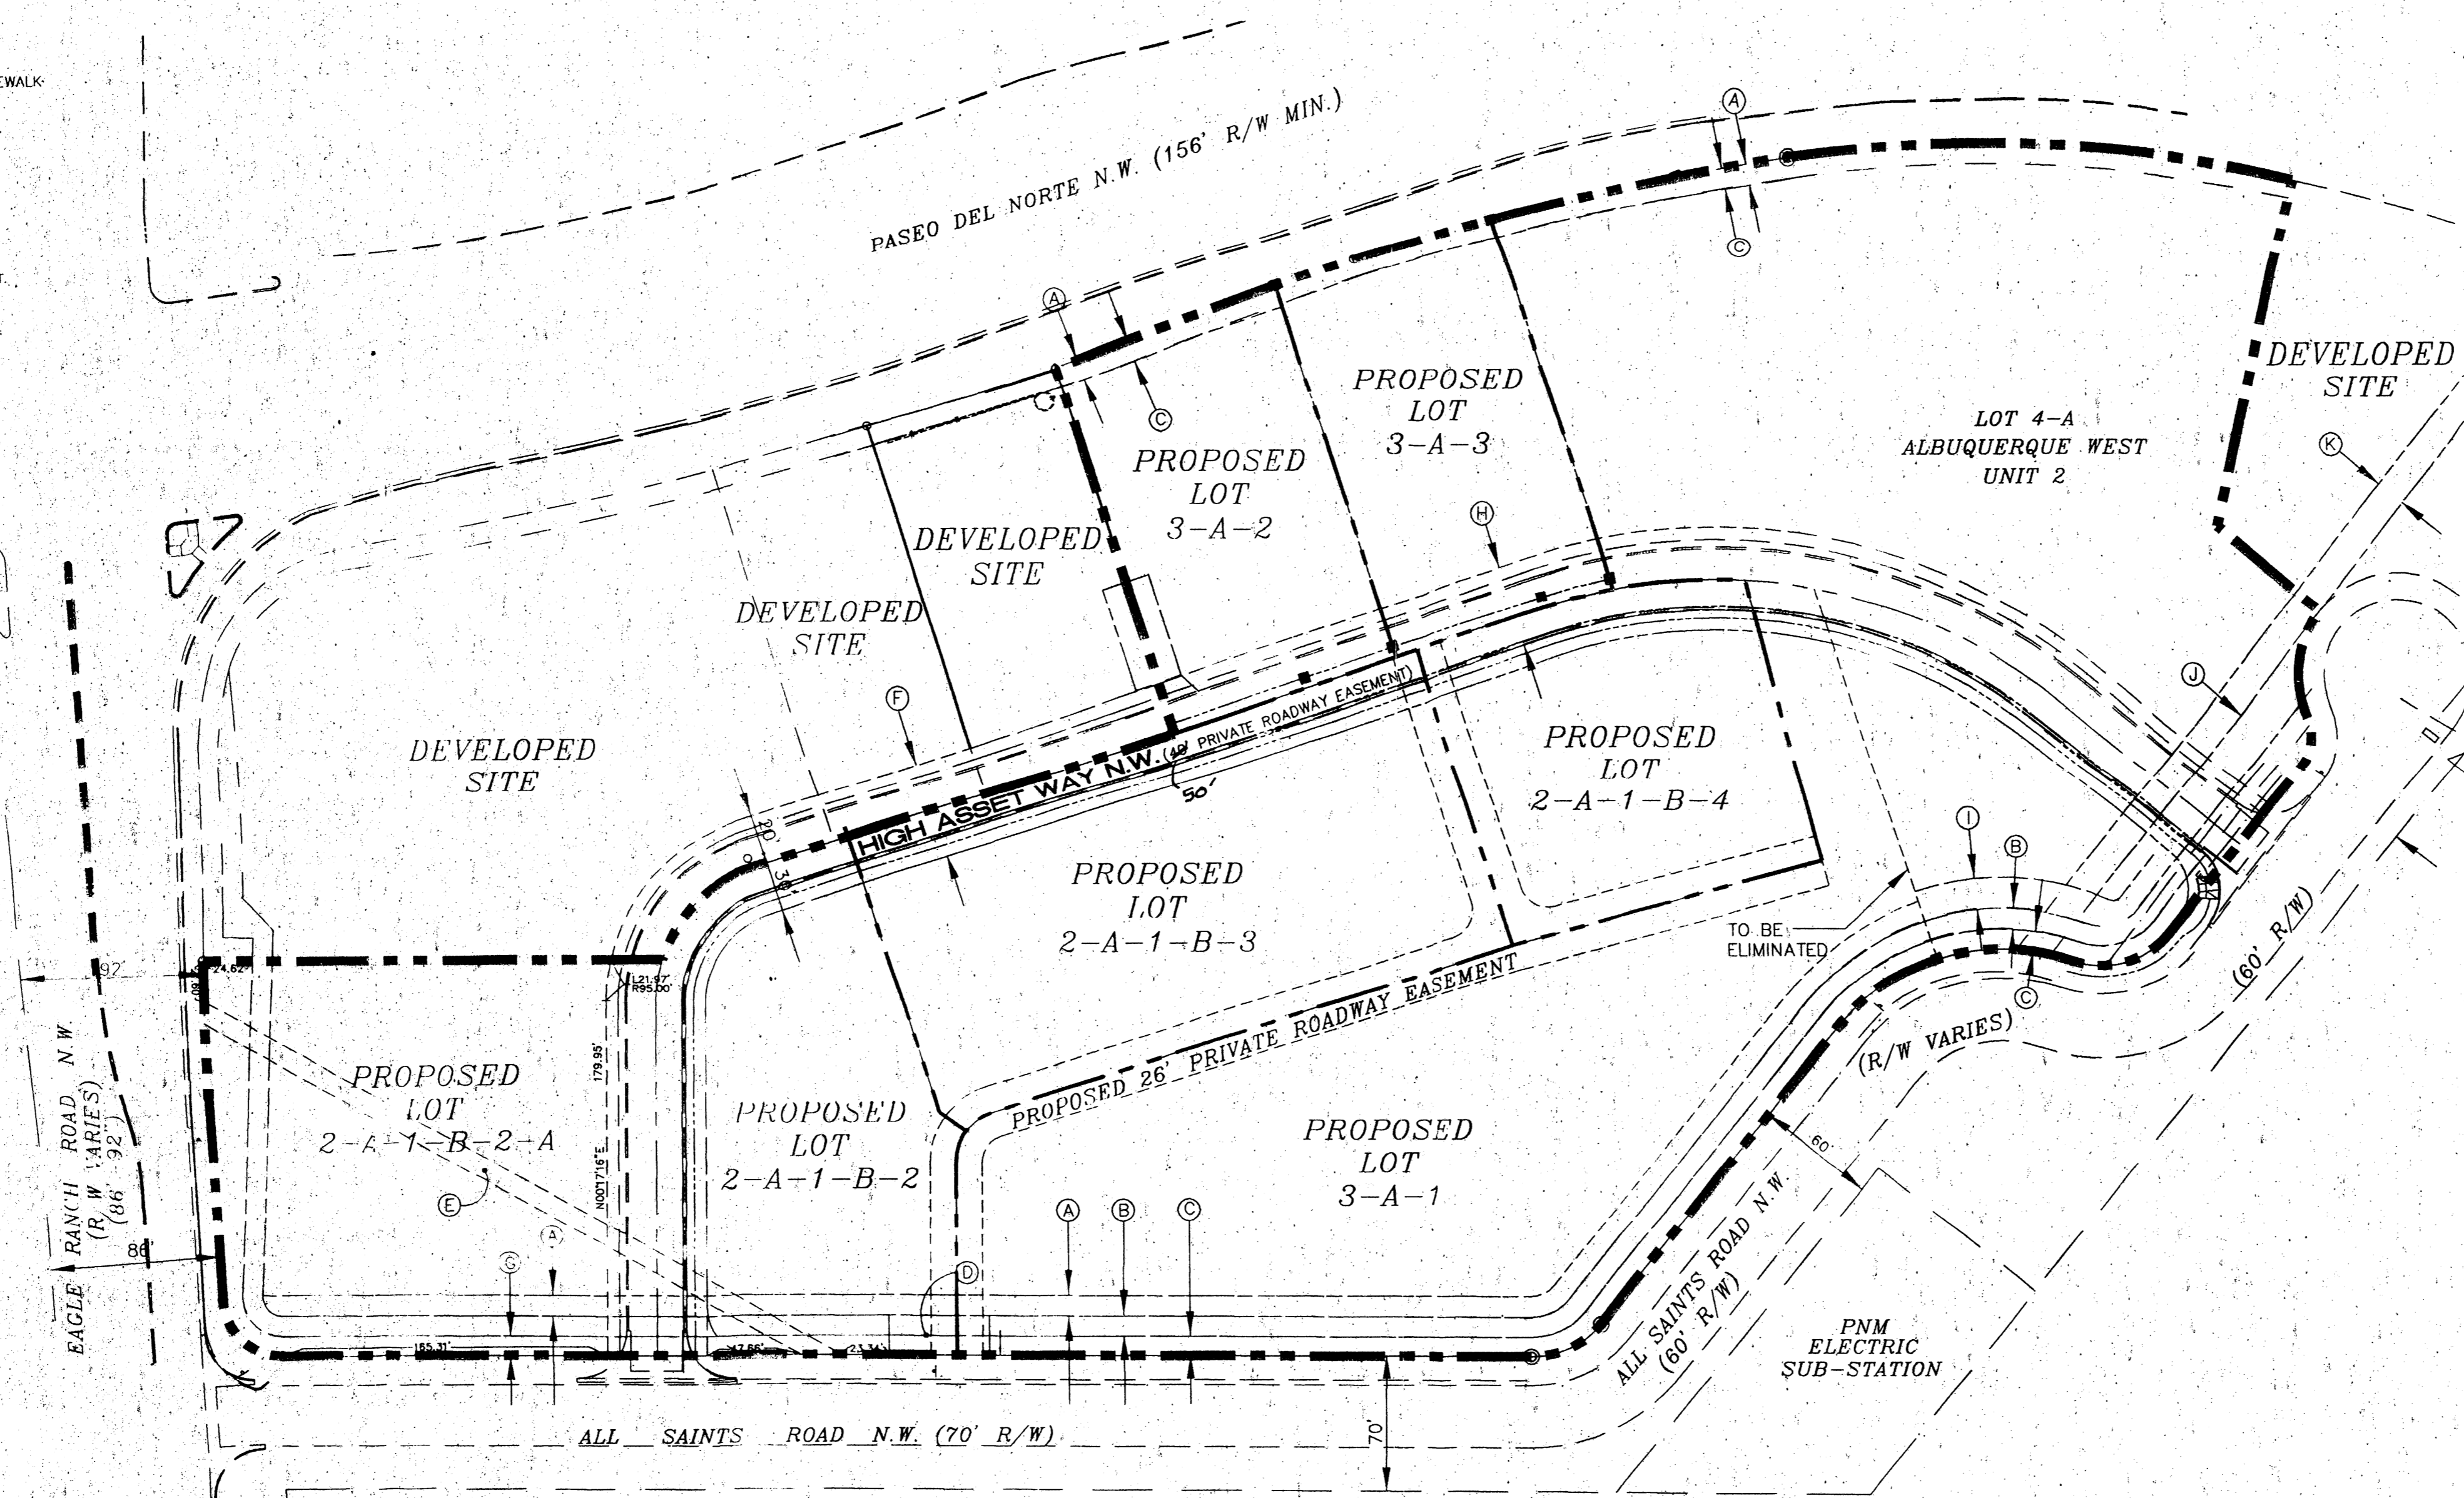 EWALK
PASEO DEL NORTE N.W. (156' R/W MIN.)
A
A
C
C
PROPOSED
LOT
3-A-3
PROPOSED
LOT
3-A-2
DEVELOPED
SITE
LOT 4-A
ALBUQUERQUE WEST
UNIT 2
K
H
DEVELOPED
SITE
DEVELOPED
SITE
DEVELOPED
SITE
F
J
HIGH ASSET WAY N.W. (40' PRIVATE ROADWAY EASEMENT)
50'
20'
30'
PROPOSED
LOT
2-A-1-B-4
PROPOSED
LOT
2-A-1-B-3
I
B
TO BE
ELIMINATED
C
(R/W VARIES)
(60' R/W)
92'
24.62'
L21.97'
R95.00'
179.95'
N00°17'16"E
PROPOSED 26' PRIVATE ROADWAY EASEMENT
PROPOSED
LOT
2-A-1-B-2-A
E
PROPOSED
LOT
2-A-1-B-2
PROPOSED
LOT
3-A-1
60'
EAGLE RANCH ROAD N.W.
(R W VARIES)
(86' 92')
86'
G
A
D
A
B
C
165.31'
47.66'
23.34'
ALL SAINTS ROAD N.W.
(60' R/W)
PNM
ELECTRIC
SUB-STATION
70'
ALL SAINTS ROAD N.W. (70' R/W)